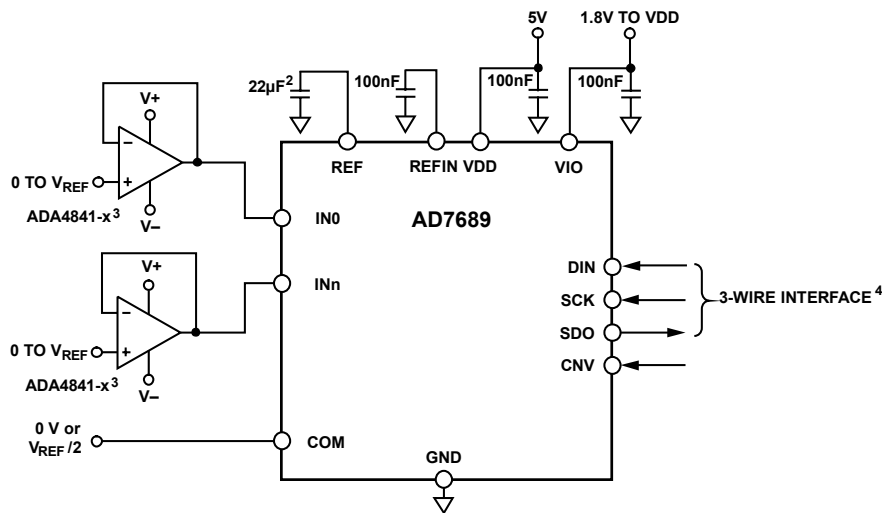 5V
1.8V TO VDD
22µF²
100nF
100nF
100nF
V+
−
+
0 TO VREF
ADA4841-x³
V−
REF
REFIN
VDD
VIO
AD7689
IN0
V+
−
+
0 TO VREF
ADA4841-x³
V−
INn
DIN
SCK
SDO
CNV
3-WIRE INTERFACE⁴
0 V or
VREF /2
COM
GND